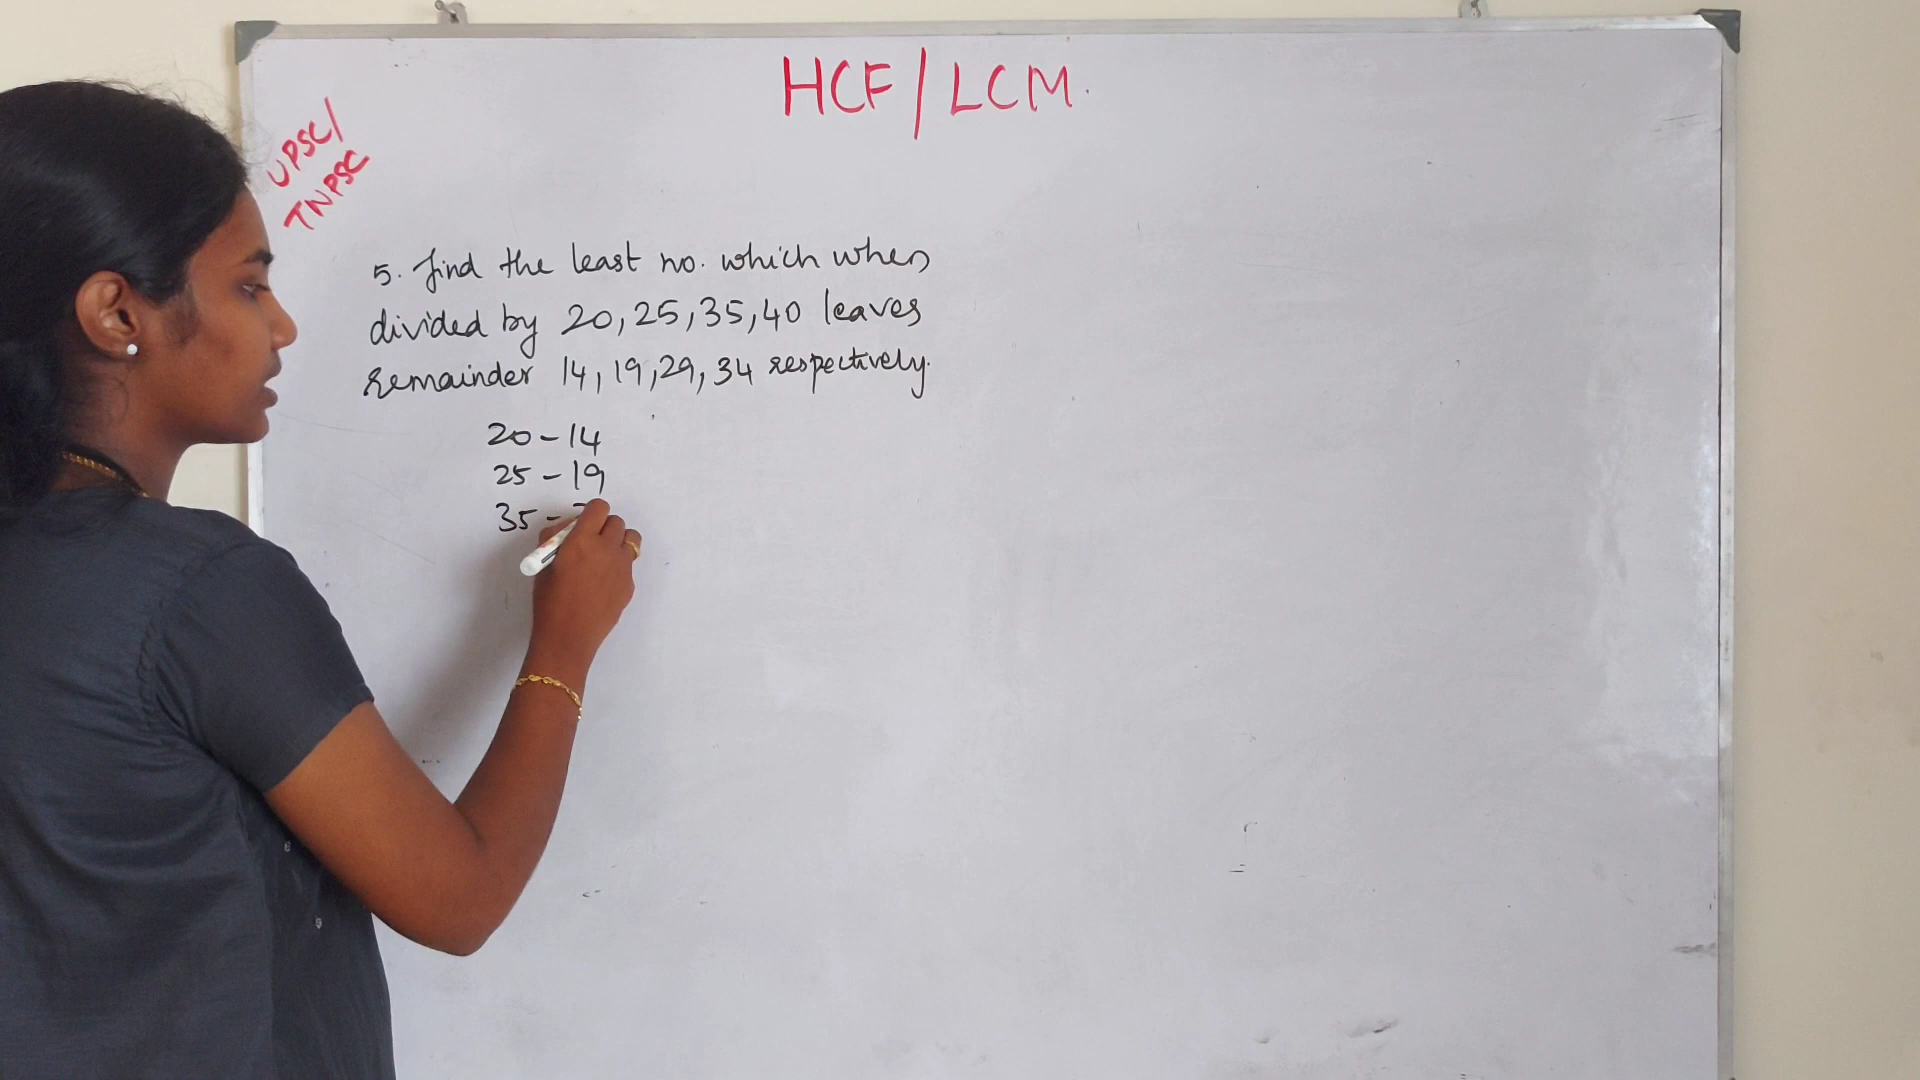 HCF/LCM.
UPSC/
TNPSC
5. find the least no. which when
divided by 20,25,35,40 leaves
remainder 14,19,29,34 respectively.
20-14
25-19
35-